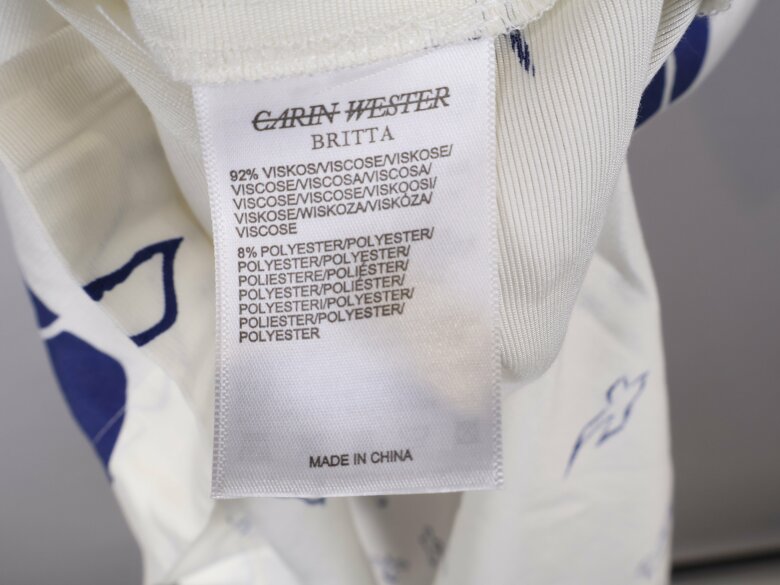 CARIN WESTER
BRITTA
92% VISKOS/VISCOSE/VISKOSE/
VISCOSE/VISCOSA/VISCOSA/
VISCOSE/VISCOSE/VISKOOSI/
VISKOSE/WISKOZA/VISKÓZA/
VISCOSE
8% POLYESTER/POLYESTER/
POLYESTER/POLYESTER/
POLIESTERE/POLIÉSTER/
POLYESTER/POLIÉSTER/
POLYESTERI/POLYESTER/
POLIESTER/POLYESTER/
POLYESTER
MADE IN CHINA